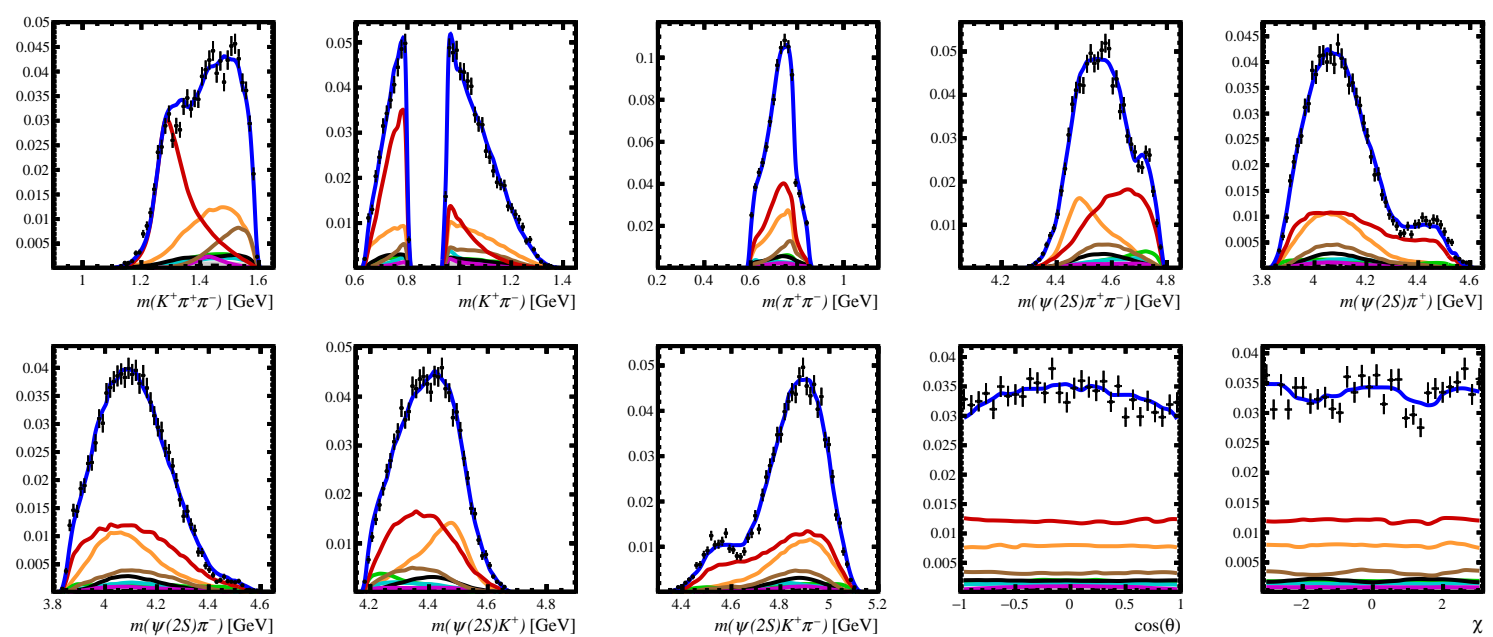 0.05 0.05 0.05
0.045
0.04 0.04 0.1 0.04
0.035 0.04 0.04
0.03 0.03 0.08 0.03
0.025 0.03 0.03
0.02 0.02 0.06 0.02
0.015 0.02 0.04 0.02
0.01 0.01 0.01 0.01
0.005 0.02 0.01 0.005
1 1.2 1.4 1.6 0.6 0.8 1 1.2 1.4 0.2 0.4 0.6 0.8 1 4.2 4.4 4.6 4.8 3.8 4 4.2 4.4 4.6
m(K⁺π⁺π⁻) [GeV] m(K⁺π⁻) [GeV] m(π⁺π⁻) [GeV] m(ψ(2S)π⁺π⁻) [GeV] m(ψ(2S)π⁺) [GeV]
0.05 0.05 0.04 0.04
0.04 0.04 0.04 0.035 0.035
0.035 0.03 0.03
0.03 0.03 0.03 0.025 0.025
0.025 0.02 0.02
0.02 0.02 0.02 0.015 0.015
0.015 0.01 0.01
0.01 0.01 0.01 0.005 0.005
0.005
3.8 4 4.2 4.4 4.6 4.2 4.4 4.6 4.8 4.4 4.6 4.8 5 5.2 −1 −0.5 0 0.5 1 −2 0 2
m(ψ(2S)π⁻) [GeV] m(ψ(2S)K⁺) [GeV] m(ψ(2S)K⁺π⁻) [GeV] cos(θ) χ